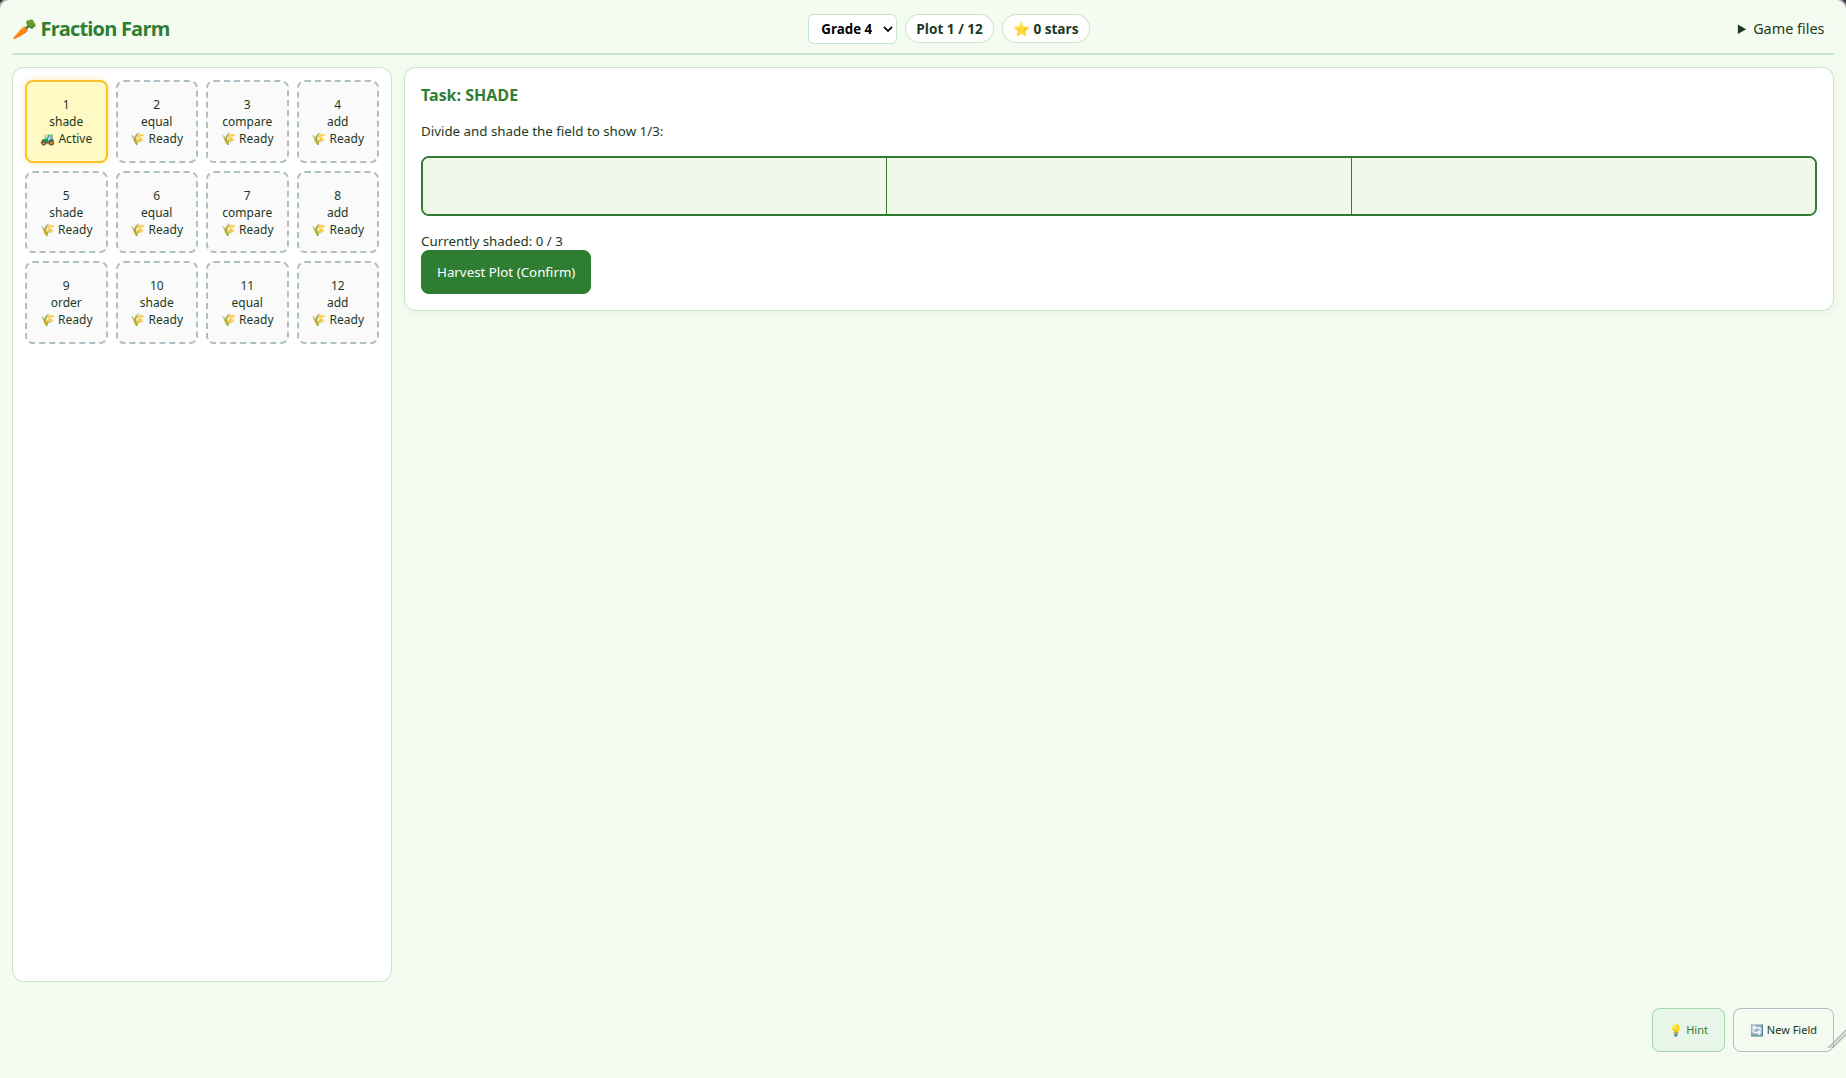 🥕 Fraction Farm
Grade 4
Plot 1 / 12
⭐ 0 stars
▶ Game files
1
shade
🚜 Active
2
equal
🌾 Ready
3
compare
🌾 Ready
4
add
🌾 Ready
5
shade
🌾 Ready
6
equal
🌾 Ready
7
compare
🌾 Ready
8
add
🌾 Ready
9
order
🌾 Ready
10
shade
🌾 Ready
11
equal
🌾 Ready
12
add
🌾 Ready
Task: SHADE
Divide and shade the field to show 1/3:
Currently shaded: 0 / 3
Harvest Plot (Confirm)
💡 Hint
🔄 New Field